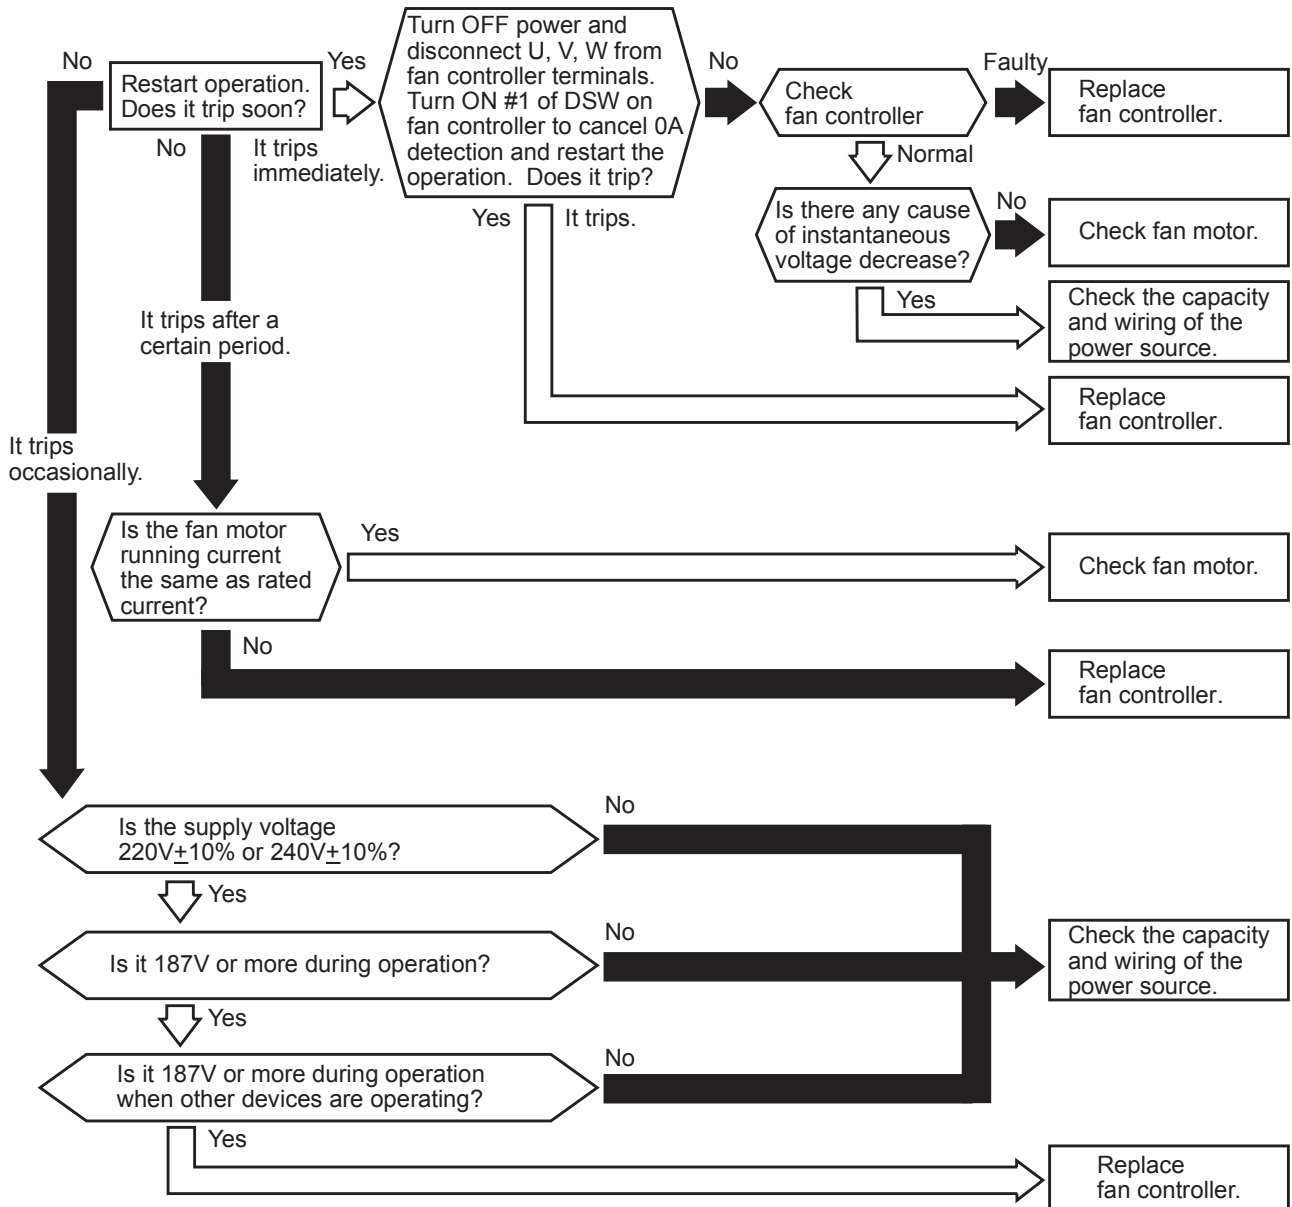 No
Restart operation.
Does it trip soon?
Yes
No
It trips
immediately.
Turn OFF power and
disconnect U, V, W from
fan controller terminals.
Turn ON #1 of DSW on
fan controller to cancel 0A
detection and restart the
operation.  Does it trip?
No
Check
fan controller
Faulty
Replace
fan controller.
Normal
Is there any cause
of instantaneous
voltage decrease?
No
Check fan motor.
Yes
Check the capacity
and wiring of the
power source.
Yes
It trips.
Replace
fan controller.
It trips after a
certain period.
It trips
occasionally.
Is the fan motor
running current
the same as rated
current?
Yes
Check fan motor.
No
Replace
fan controller.
Is the supply voltage
220V±10% or 240V±10%?
No
Yes
Is it 187V or more during operation?
No
Check the capacity
and wiring of the
power source.
Yes
Is it 187V or more during operation
when other devices are operating?
No
Yes
Replace
fan controller.